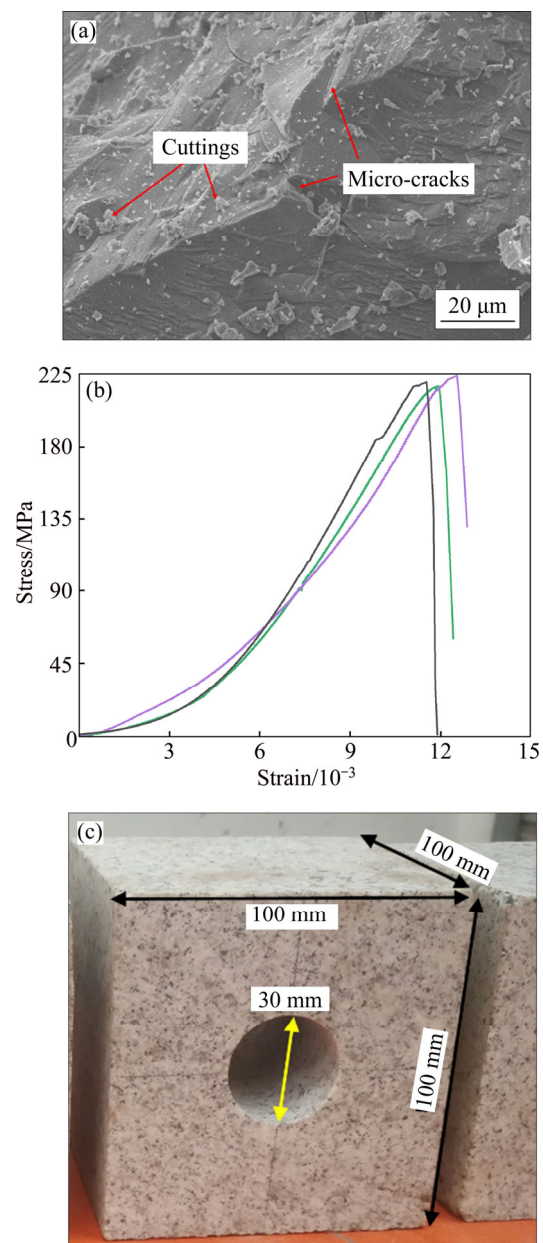 (a)
Cuttings
Micro-cracks
20 μm
(b)
225
180
135
90
45
0
3
6
9
12
15
Stress/MPa
Strain/10⁻³
(c)
100 mm
100 mm
30 mm
100 mm